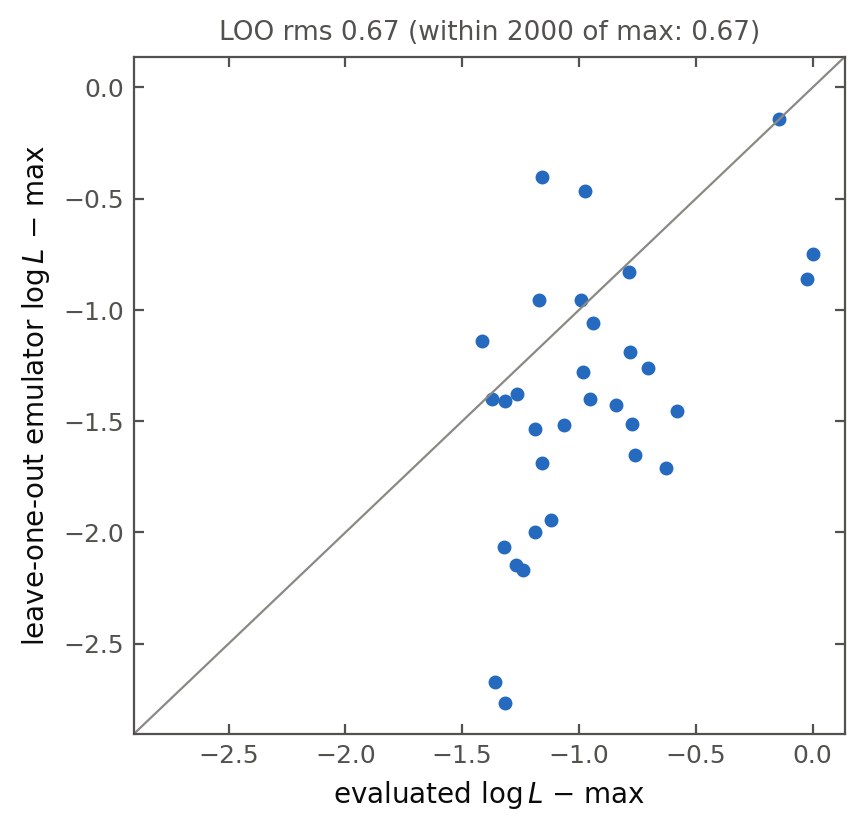 LOO rms 0.67 (within 2000 of max: 0.67)
leave-one-out emulator log L − max
0.0
−0.5
−1.0
−1.5
−2.0
−2.5
−2.5 −2.0 −1.5 −1.0 −0.5 0.0
evaluated log L − max